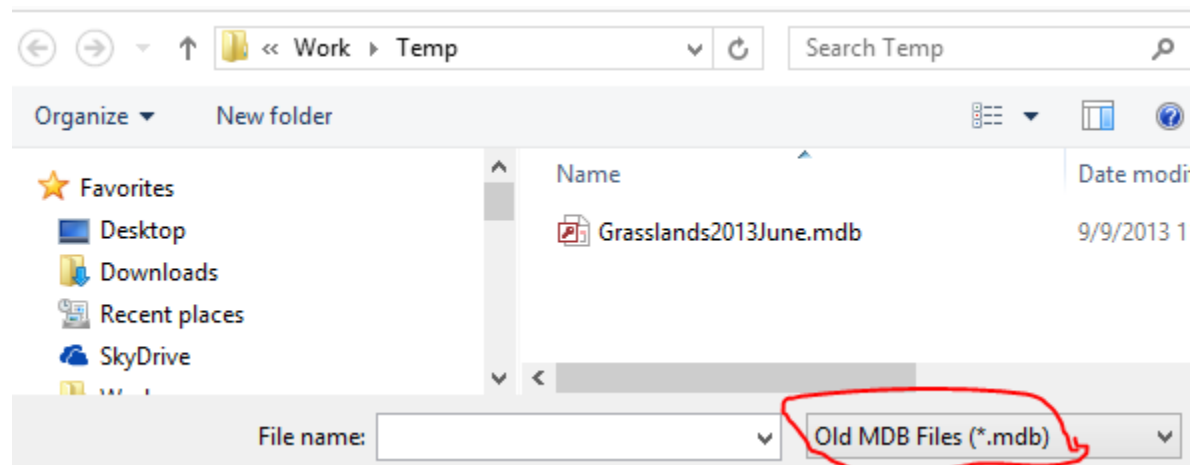 « Work Temp Search Temp
Organize New folder
Name Date modi
Favorites
Grasslands2013June.mdb 9/9/2013 1
Desktop
Downloads
Recent places
SkyDrive
File name: Old MDB Files (*.mdb)